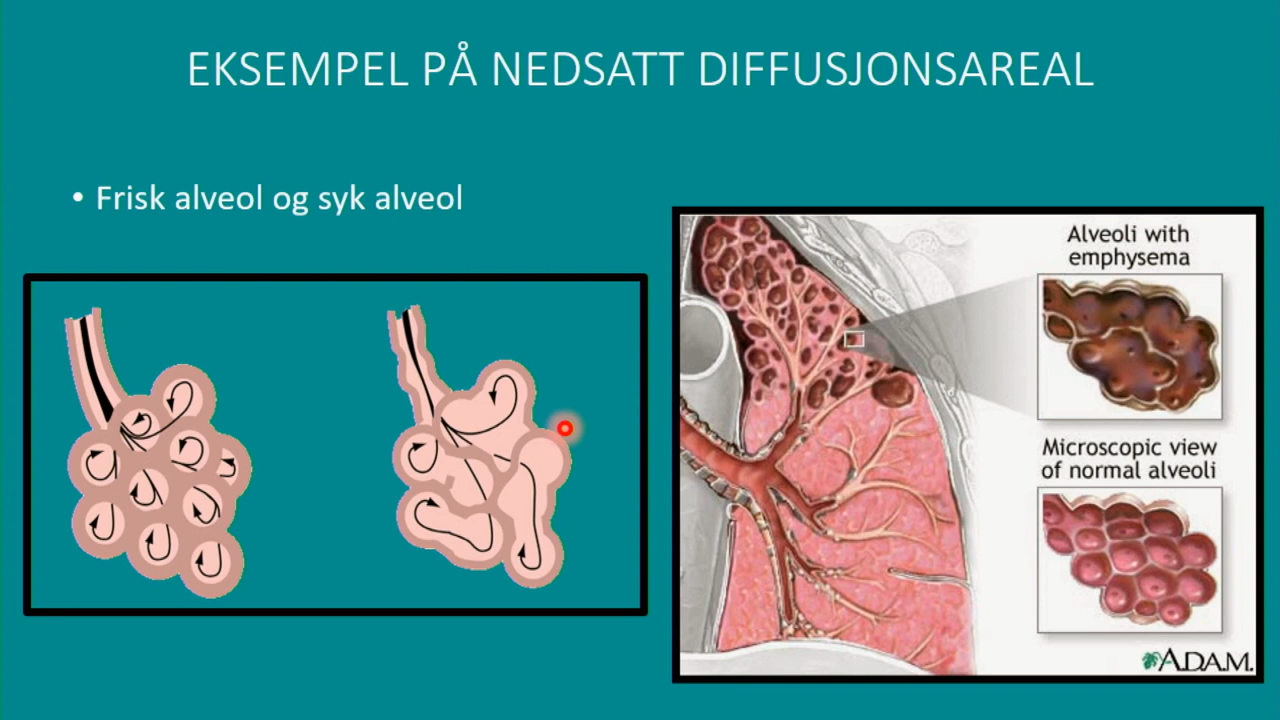 EKSEMPEL PÅ NEDSATT DIFFUSJONSAREAL
• Frisk alveol og syk alveol
Alveoli with
emphysema
Microscopic view
of normal alveoli
A.D.A.M.